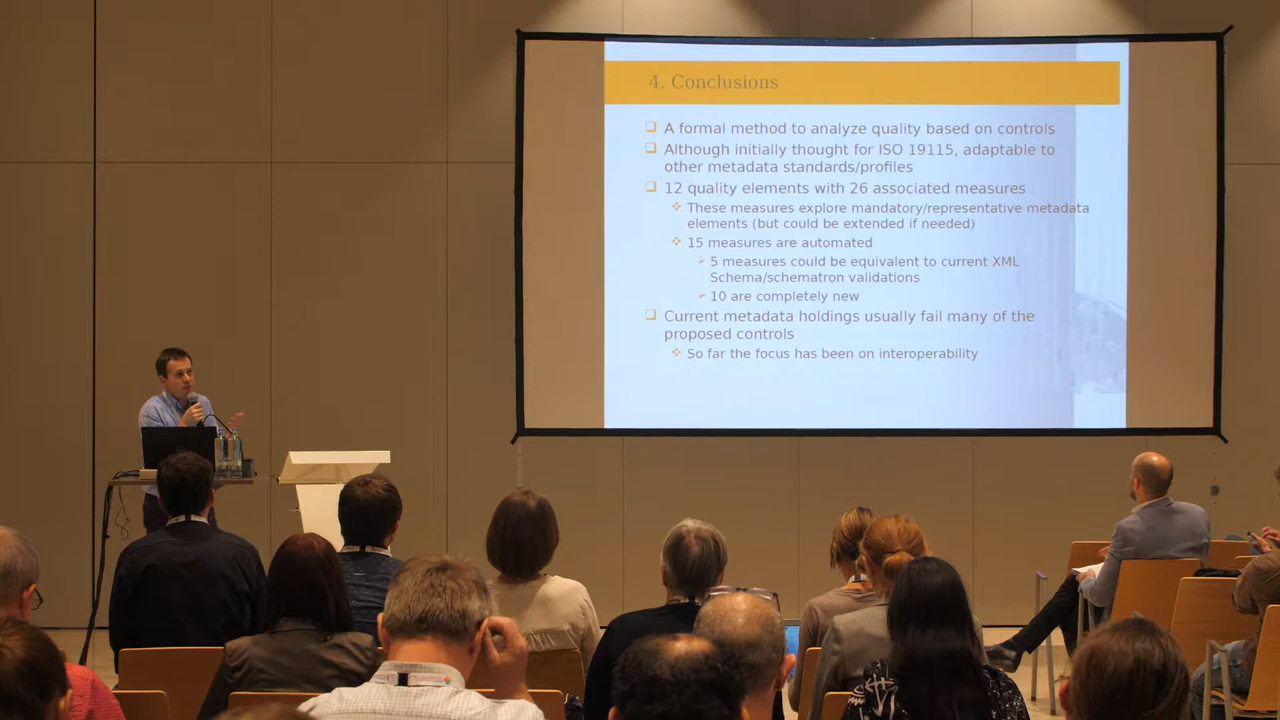 4. Conclusions
❑ A formal method to analyze quality based on controls
❑ Although initially thought for ISO 19115, adaptable to
other metadata standards/profiles
❑ 12 quality elements with 26 associated measures
❖ These measures explore mandatory/representative metadata
elements (but could be extended if needed)
❖ 15 measures are automated
➢ 5 measures could be equivalent to current XML
Schema/schematron validations
➢ 10 are completely new
❑ Current metadata holdings usually fail many of the
proposed controls
❖ So far the focus has been on interoperability